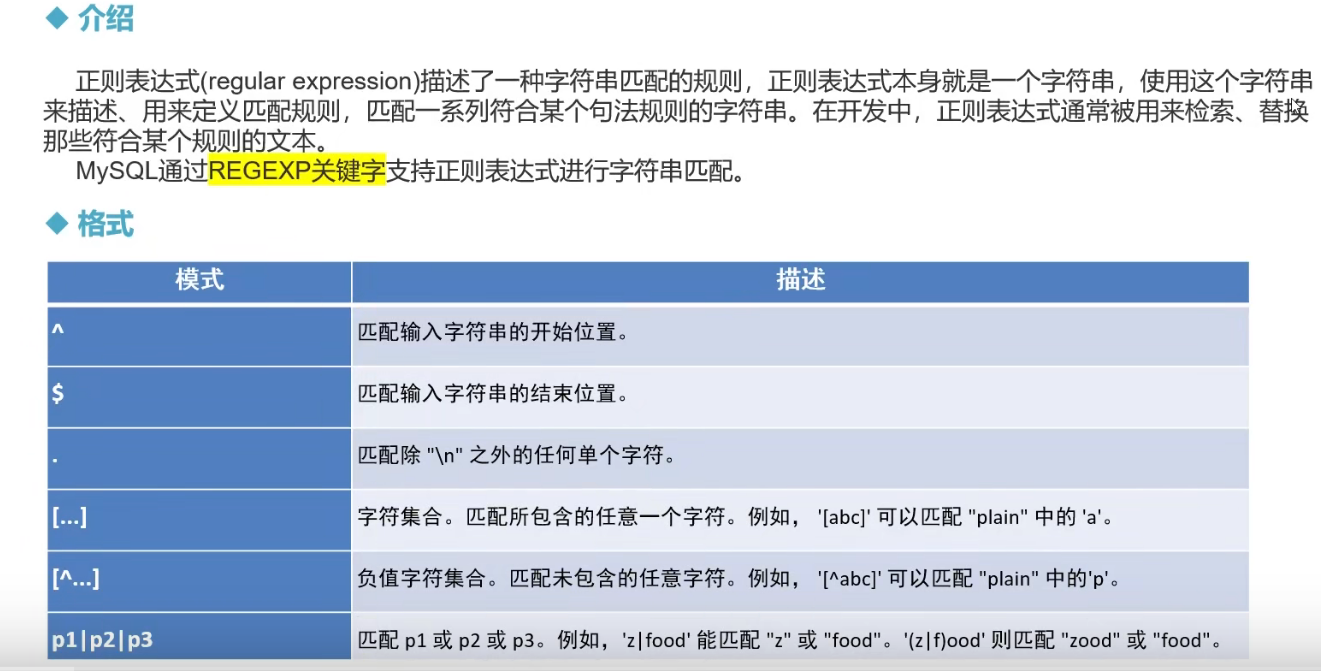 ◆ 介绍
正则表达式(regular expression)描述了一种字符串匹配的规则，正则表达式本身就是一个字符串，使用这个字符串
来描述、用来定义匹配规则，匹配一系列符合某个句法规则的字符串。在开发中，正则表达式通常被用来检索、替换
那些符合某个规则的文本。
MySQL通过REGEXP关键字支持正则表达式进行字符串匹配。
◆ 格式
模式 描述
^ 匹配输入字符串的开始位置。
$ 匹配输入字符串的结束位置。
. 匹配除 "\n" 之外的任何单个字符。
[...] 字符集合。匹配所包含的任意一个字符。例如， '[abc]' 可以匹配 "plain" 中的 'a'。
[^...] 负值字符集合。匹配未包含的任意字符。例如， '[^abc]' 可以匹配 "plain" 中的'p'。
p1|p2|p3 匹配 p1 或 p2 或 p3。例如，'z|food' 能匹配 "z" 或 "food"。'(z|f)ood' 则匹配 "zood" 或 "food"。